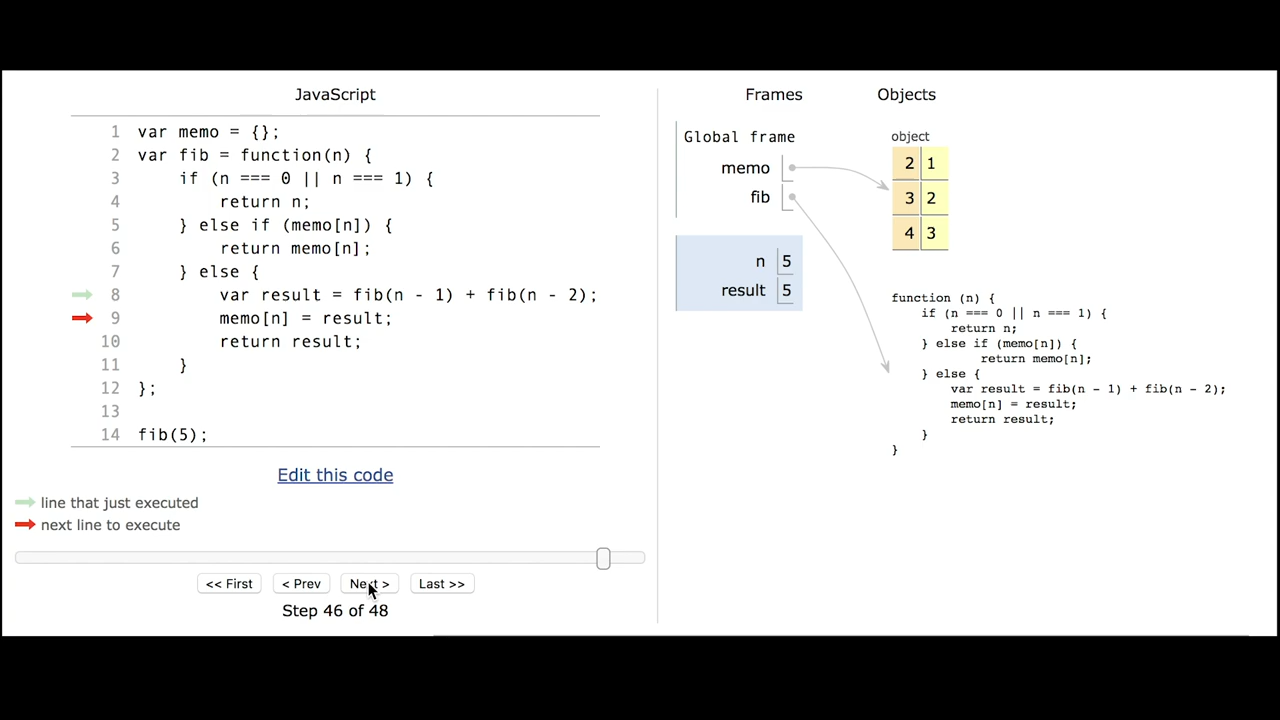 JavaScript
1 var memo = {};
2 var fib = function(n) {
3 if (n === 0 || n === 1) {
4 return n;
5 } else if (memo[n]) {
6 return memo[n];
7 } else {
8 var result = fib(n - 1) + fib(n - 2);
9 memo[n] = result;
10 return result;
11 }
12 };
13
14 fib(5);
Edit this code
line that just executed
next line to execute
<< First < Prev Next > Last >>
Step 46 of 48
Frames Objects
Global frame
memo
fib
n 5
result 5
object
2 1
3 2
4 3
function (n) {
if (n === 0 || n === 1) {
return n;
} else if (memo[n]) {
return memo[n];
} else {
var result = fib(n - 1) + fib(n - 2);
memo[n] = result;
return result;
}
}